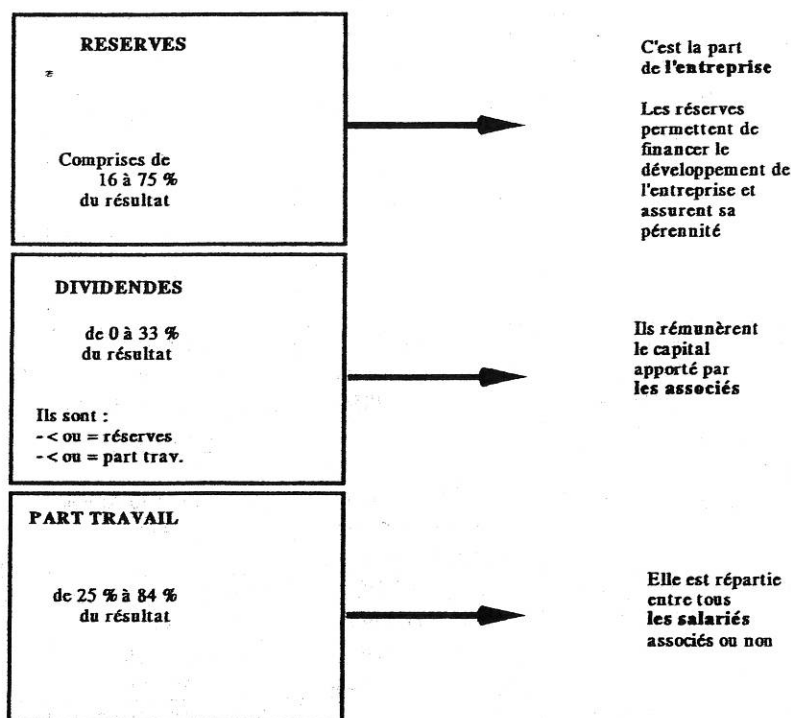 RESERVES
Comprises de
16 à 75 %
du résultat
C'est la part
de l'entreprise
Les réserves
permettent de
financer le
développement de
l'entreprise et
assurent sa
pérennité
DIVIDENDES
de 0 à 33 %
du résultat
Ils sont :
- < ou = réserves
- < ou = part trav.
Ils rémunèrent
le capital
apporté par
les associés
PART TRAVAIL
de 25 % à 84 %
du résultat
Elle est répartie
entre tous
les salariés
associés ou non